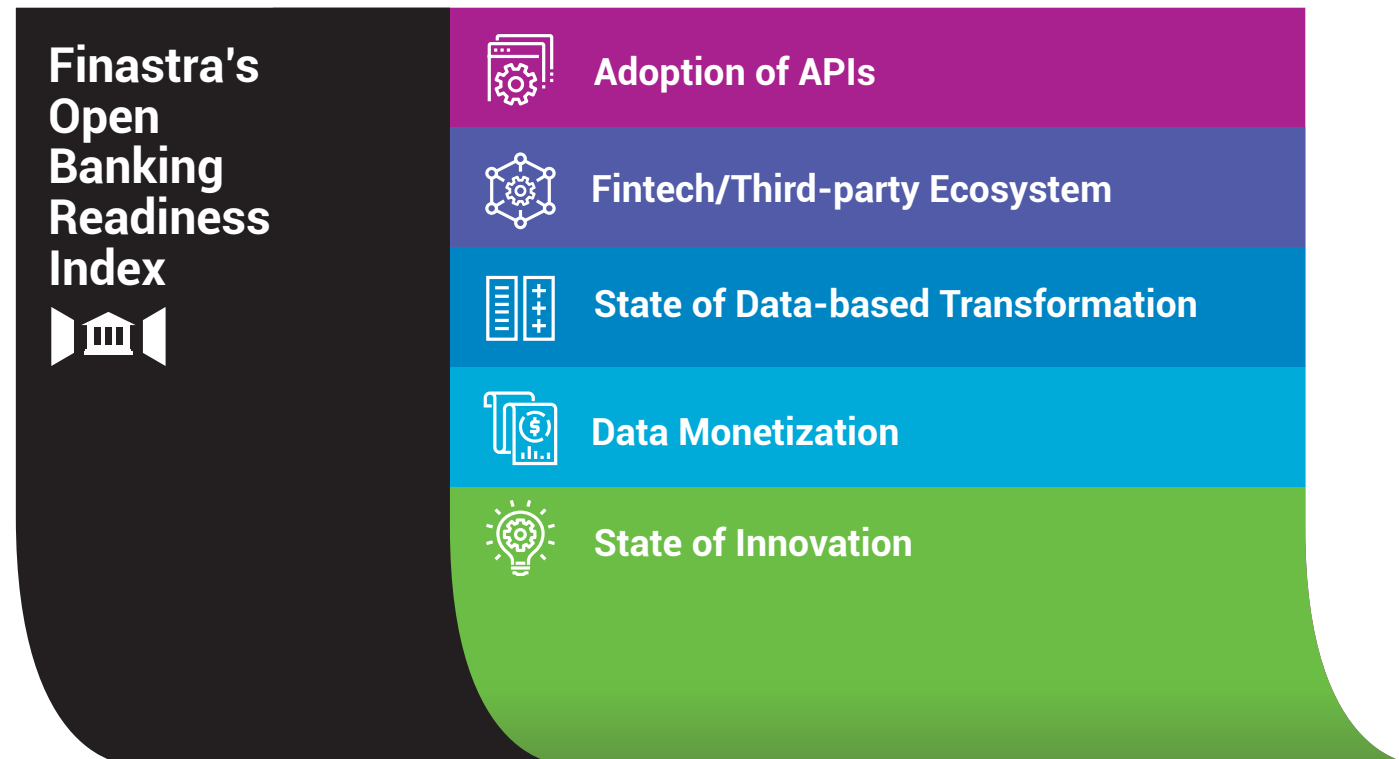 Finastra's
Open
Banking
Readiness
Index
Adoption of APIs
Fintech/Third-party Ecosystem
State of Data-based Transformation
Data Monetization
State of Innovation